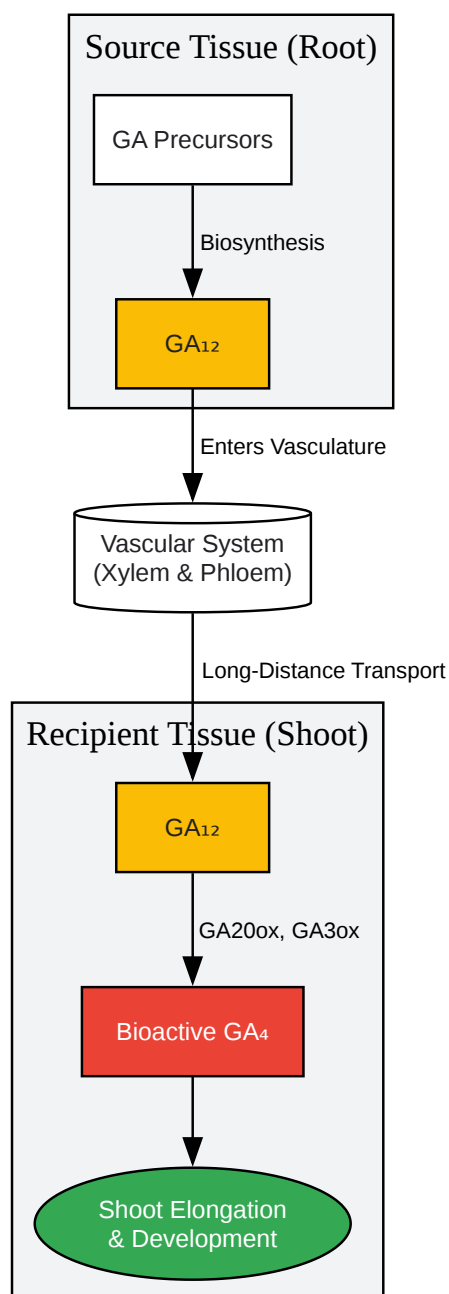 Source Tissue (Root)
GA Precursors
Biosynthesis
GA₁₂
Enters Vasculature
Vascular System
(Xylem & Phloem)
Long-Distance Transport
Recipient Tissue (Shoot)
GA₁₂
GA20ox, GA3ox
Bioactive GA₄
Shoot Elongation
& Development